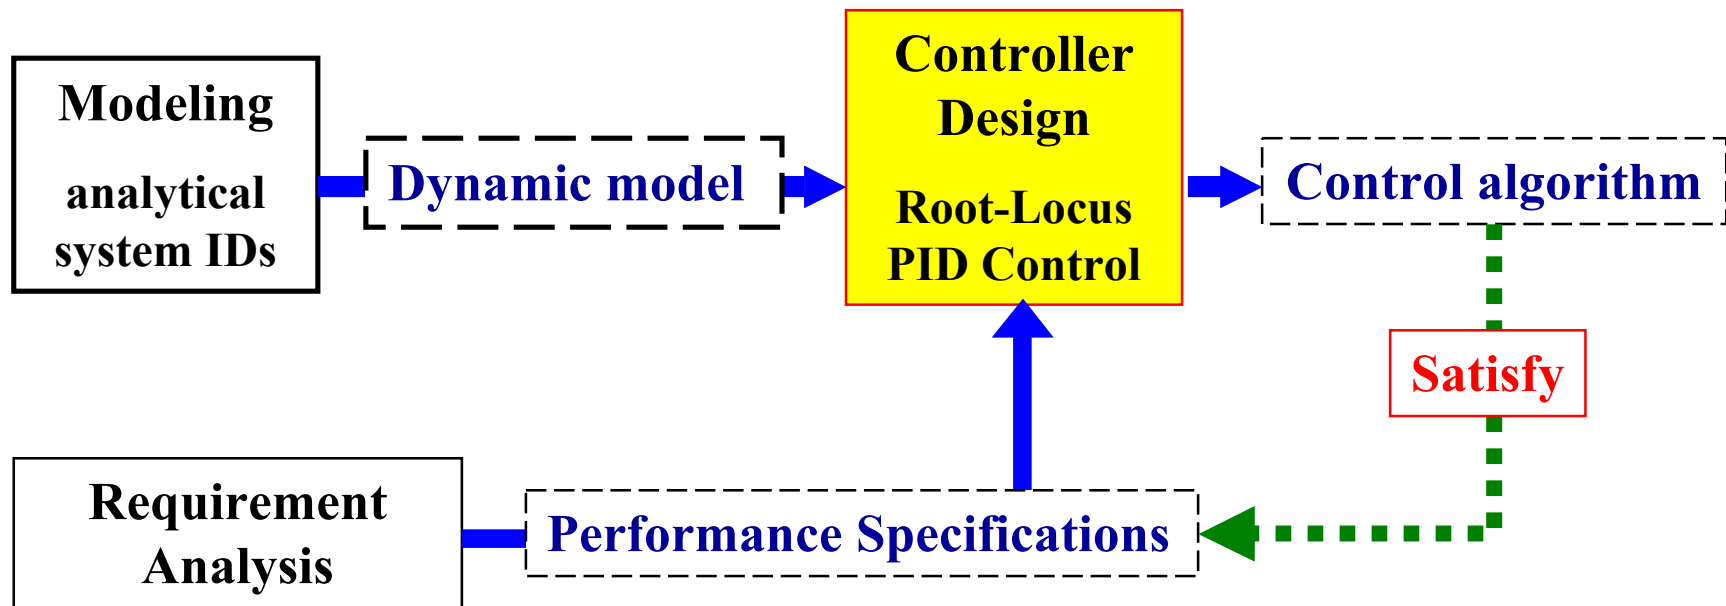 Modeling
analytical
system IDs
Dynamic model
Controller
Design
Root-Locus
PID Control
Control algorithm
Satisfy
Requirement
Analysis
Performance Specifications